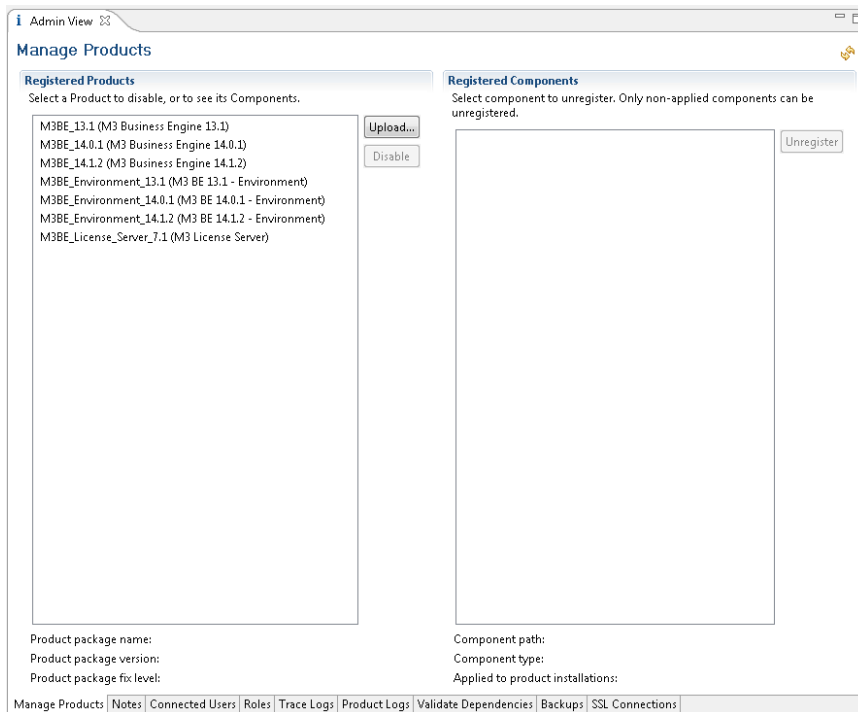 Admin View
Manage Products
Registered Products
Select a Product to disable, or to see its Components.
M3BE_13.1 (M3 Business Engine 13.1)
M3BE_14.0.1 (M3 Business Engine 14.0.1)
M3BE_14.1.2 (M3 Business Engine 14.1.2)
M3BE_Environment_13.1 (M3 BE 13.1 - Environment)
M3BE_Environment_14.0.1 (M3 BE 14.0.1 - Environment)
M3BE_Environment_14.1.2 (M3 BE 14.1.2 - Environment)
M3BE_License_Server_7.1 (M3 License Server)
Upload...
Disable
Product package name:
Product package version:
Product package fix level:
Registered Components
Select component to unregister. Only non-applied components can be
unregistered.
Unregister
Component path:
Component type:
Applied to product installations:
Manage Products Notes Connected Users Roles Trace Logs Product Logs Validate Dependencies Backups SSL Connections